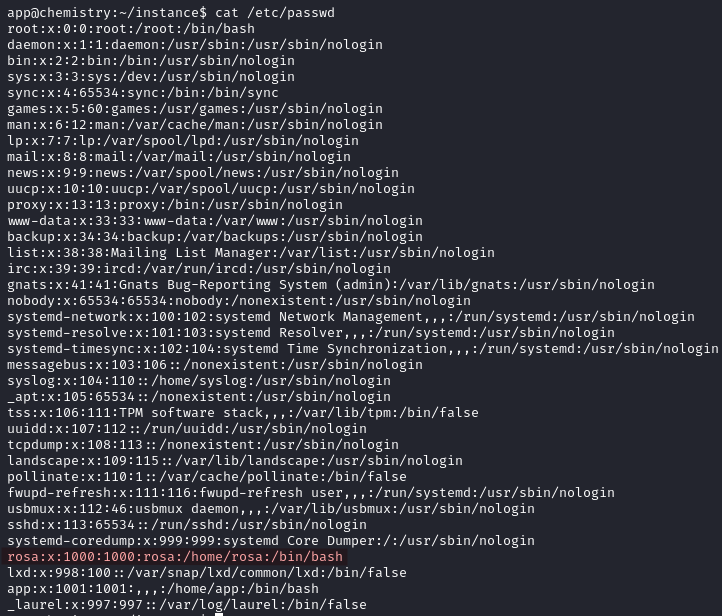 app@chemistry:~/instance$ cat /etc/passwd
root:x:0:0:root:/root:/bin/bash
daemon:x:1:1:daemon:/usr/sbin:/usr/sbin/nologin
bin:x:2:2:bin:/bin:/usr/sbin/nologin
sys:x:3:3:sys:/dev:/usr/sbin/nologin
sync:x:4:65534:sync:/bin:/bin/sync
games:x:5:60:games:/usr/games:/usr/sbin/nologin
man:x:6:12:man:/var/cache/man:/usr/sbin/nologin
lp:x:7:7:lp:/var/spool/lpd:/usr/sbin/nologin
mail:x:8:8:mail:/var/mail:/usr/sbin/nologin
news:x:9:9:news:/var/spool/news:/usr/sbin/nologin
uucp:x:10:10:uucp:/var/spool/uucp:/usr/sbin/nologin
proxy:x:13:13:proxy:/bin:/usr/sbin/nologin
www-data:x:33:33:www-data:/var/www:/usr/sbin/nologin
backup:x:34:34:backup:/var/backups:/usr/sbin/nologin
list:x:38:38:Mailing List Manager:/var/list:/usr/sbin/nologin
irc:x:39:39:ircd:/var/run/ircd:/usr/sbin/nologin
gnats:x:41:41:Gnats Bug-Reporting System (admin):/var/lib/gnats:/usr/sbin/nologin
nobody:x:65534:65534:nobody:/nonexistent:/usr/sbin/nologin
systemd-network:x:100:102:systemd Network Management,,,:/run/systemd:/usr/sbin/nologin
systemd-resolve:x:101:103:systemd Resolver,,,:/run/systemd:/usr/sbin/nologin
systemd-timesync:x:102:104:systemd Time Synchronization,,,:/run/systemd:/usr/sbin/nologin
messagebus:x:103:106::/nonexistent:/usr/sbin/nologin
syslog:x:104:110::/home/syslog:/usr/sbin/nologin
_apt:x:105:65534::/nonexistent:/usr/sbin/nologin
tss:x:106:111:TPM software stack,,,:/var/lib/tpm:/bin/false
uuidd:x:107:112::/run/uuidd:/usr/sbin/nologin
tcpdump:x:108:113::/nonexistent:/usr/sbin/nologin
landscape:x:109:115::/var/lib/landscape:/usr/sbin/nologin
pollinate:x:110:1::/var/cache/pollinate:/bin/false
fwupd-refresh:x:111:116:fwupd-refresh user,,,:/run/systemd:/usr/sbin/nologin
usbmux:x:112:46:usbmux daemon,,,:/var/lib/usbmux:/usr/sbin/nologin
sshd:x:113:65534::/run/sshd:/usr/sbin/nologin
systemd-coredump:x:999:999:systemd Core Dumper:/:/usr/sbin/nologin
rosa:x:1000:1000:rosa:/home/rosa:/bin/bash
lxd:x:998:100::/var/snap/lxd/common/lxd:/bin/false
app:x:1001:1001:,,,:/home/app:/bin/bash
_laurel:x:997:997::/var/log/laurel:/bin/false